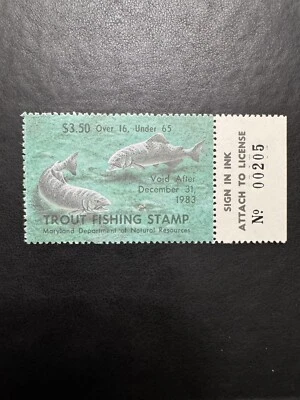 $3.50 Over 16, Under 65
Void After
December 31,
1983
TROUT FISHING STAMP
Maryland Department of Natural Resources
SIGN IN INK
ATTACH TO LICENSE
No 00205